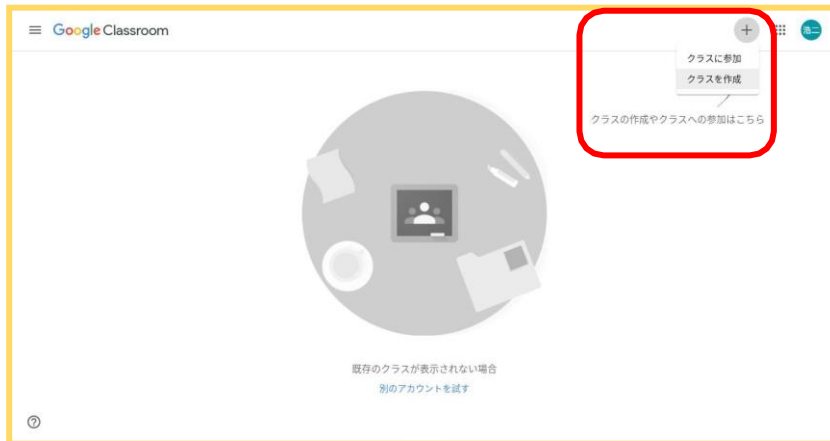 Google Classroom
浩二
クラスに参加
クラスを作成
クラスの作成やクラスへの参加はこちら
既存のクラスが表示されない場合
別のアカウントを試す